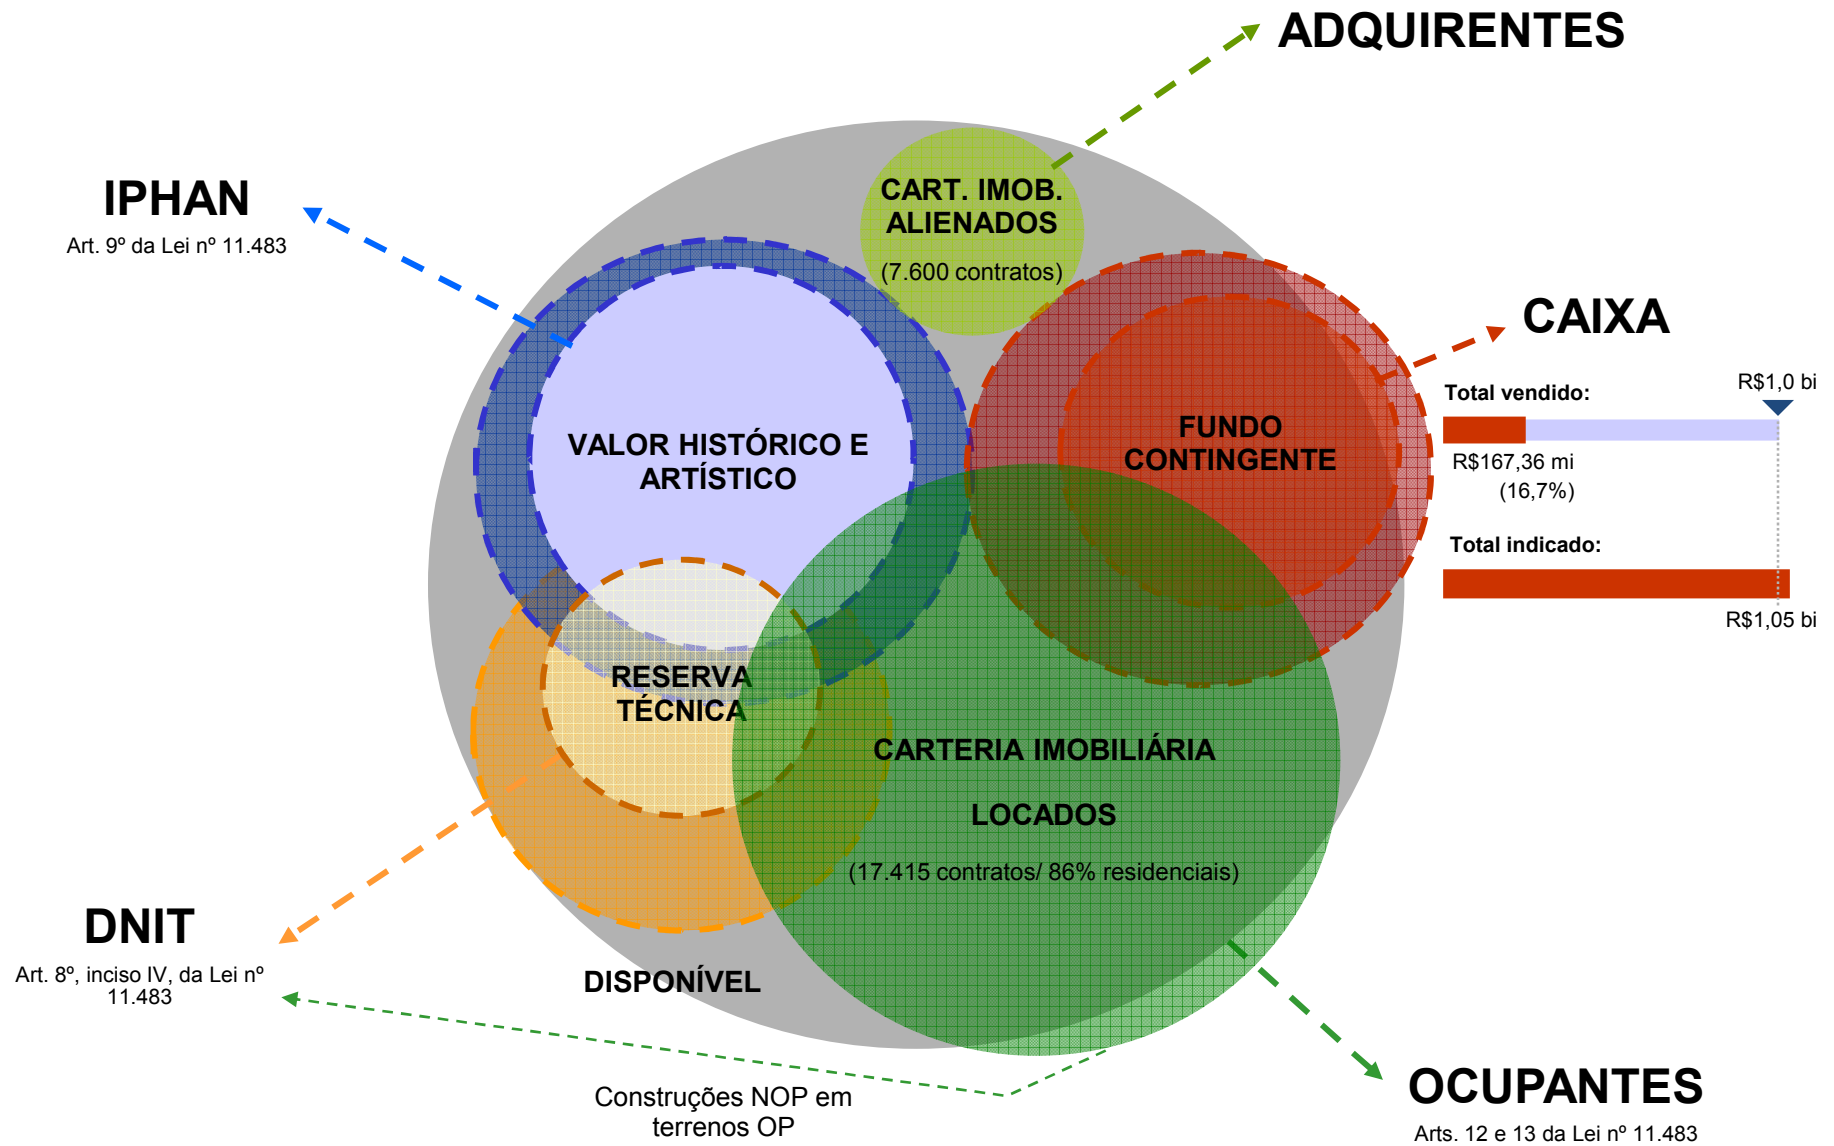 ADQUIRENTES
IPHAN
Art. 9º da Lei nº 11.483
CART. IMOB.
ALIENADOS
(7.600 contratos)
CAIXA
Total vendido:
R$1,0 bi
R$167,36 mi
(16,7%)
Total indicado:
R$1,05 bi
VALOR HISTÓRICO E
ARTÍSTICO
FUNDO
CONTINGENTE
RESERVA
TÉCNICA
CARTERIA IMOBILIÁRIA
LOCADOS
(17.415 contratos/ 86% residenciais)
DNIT
Art. 8º, inciso IV, da Lei nº
11.483
DISPONÍVEL
Construções NOP em
terrenos OP
OCUPANTES
Arts. 12 e 13 da Lei nº 11.483